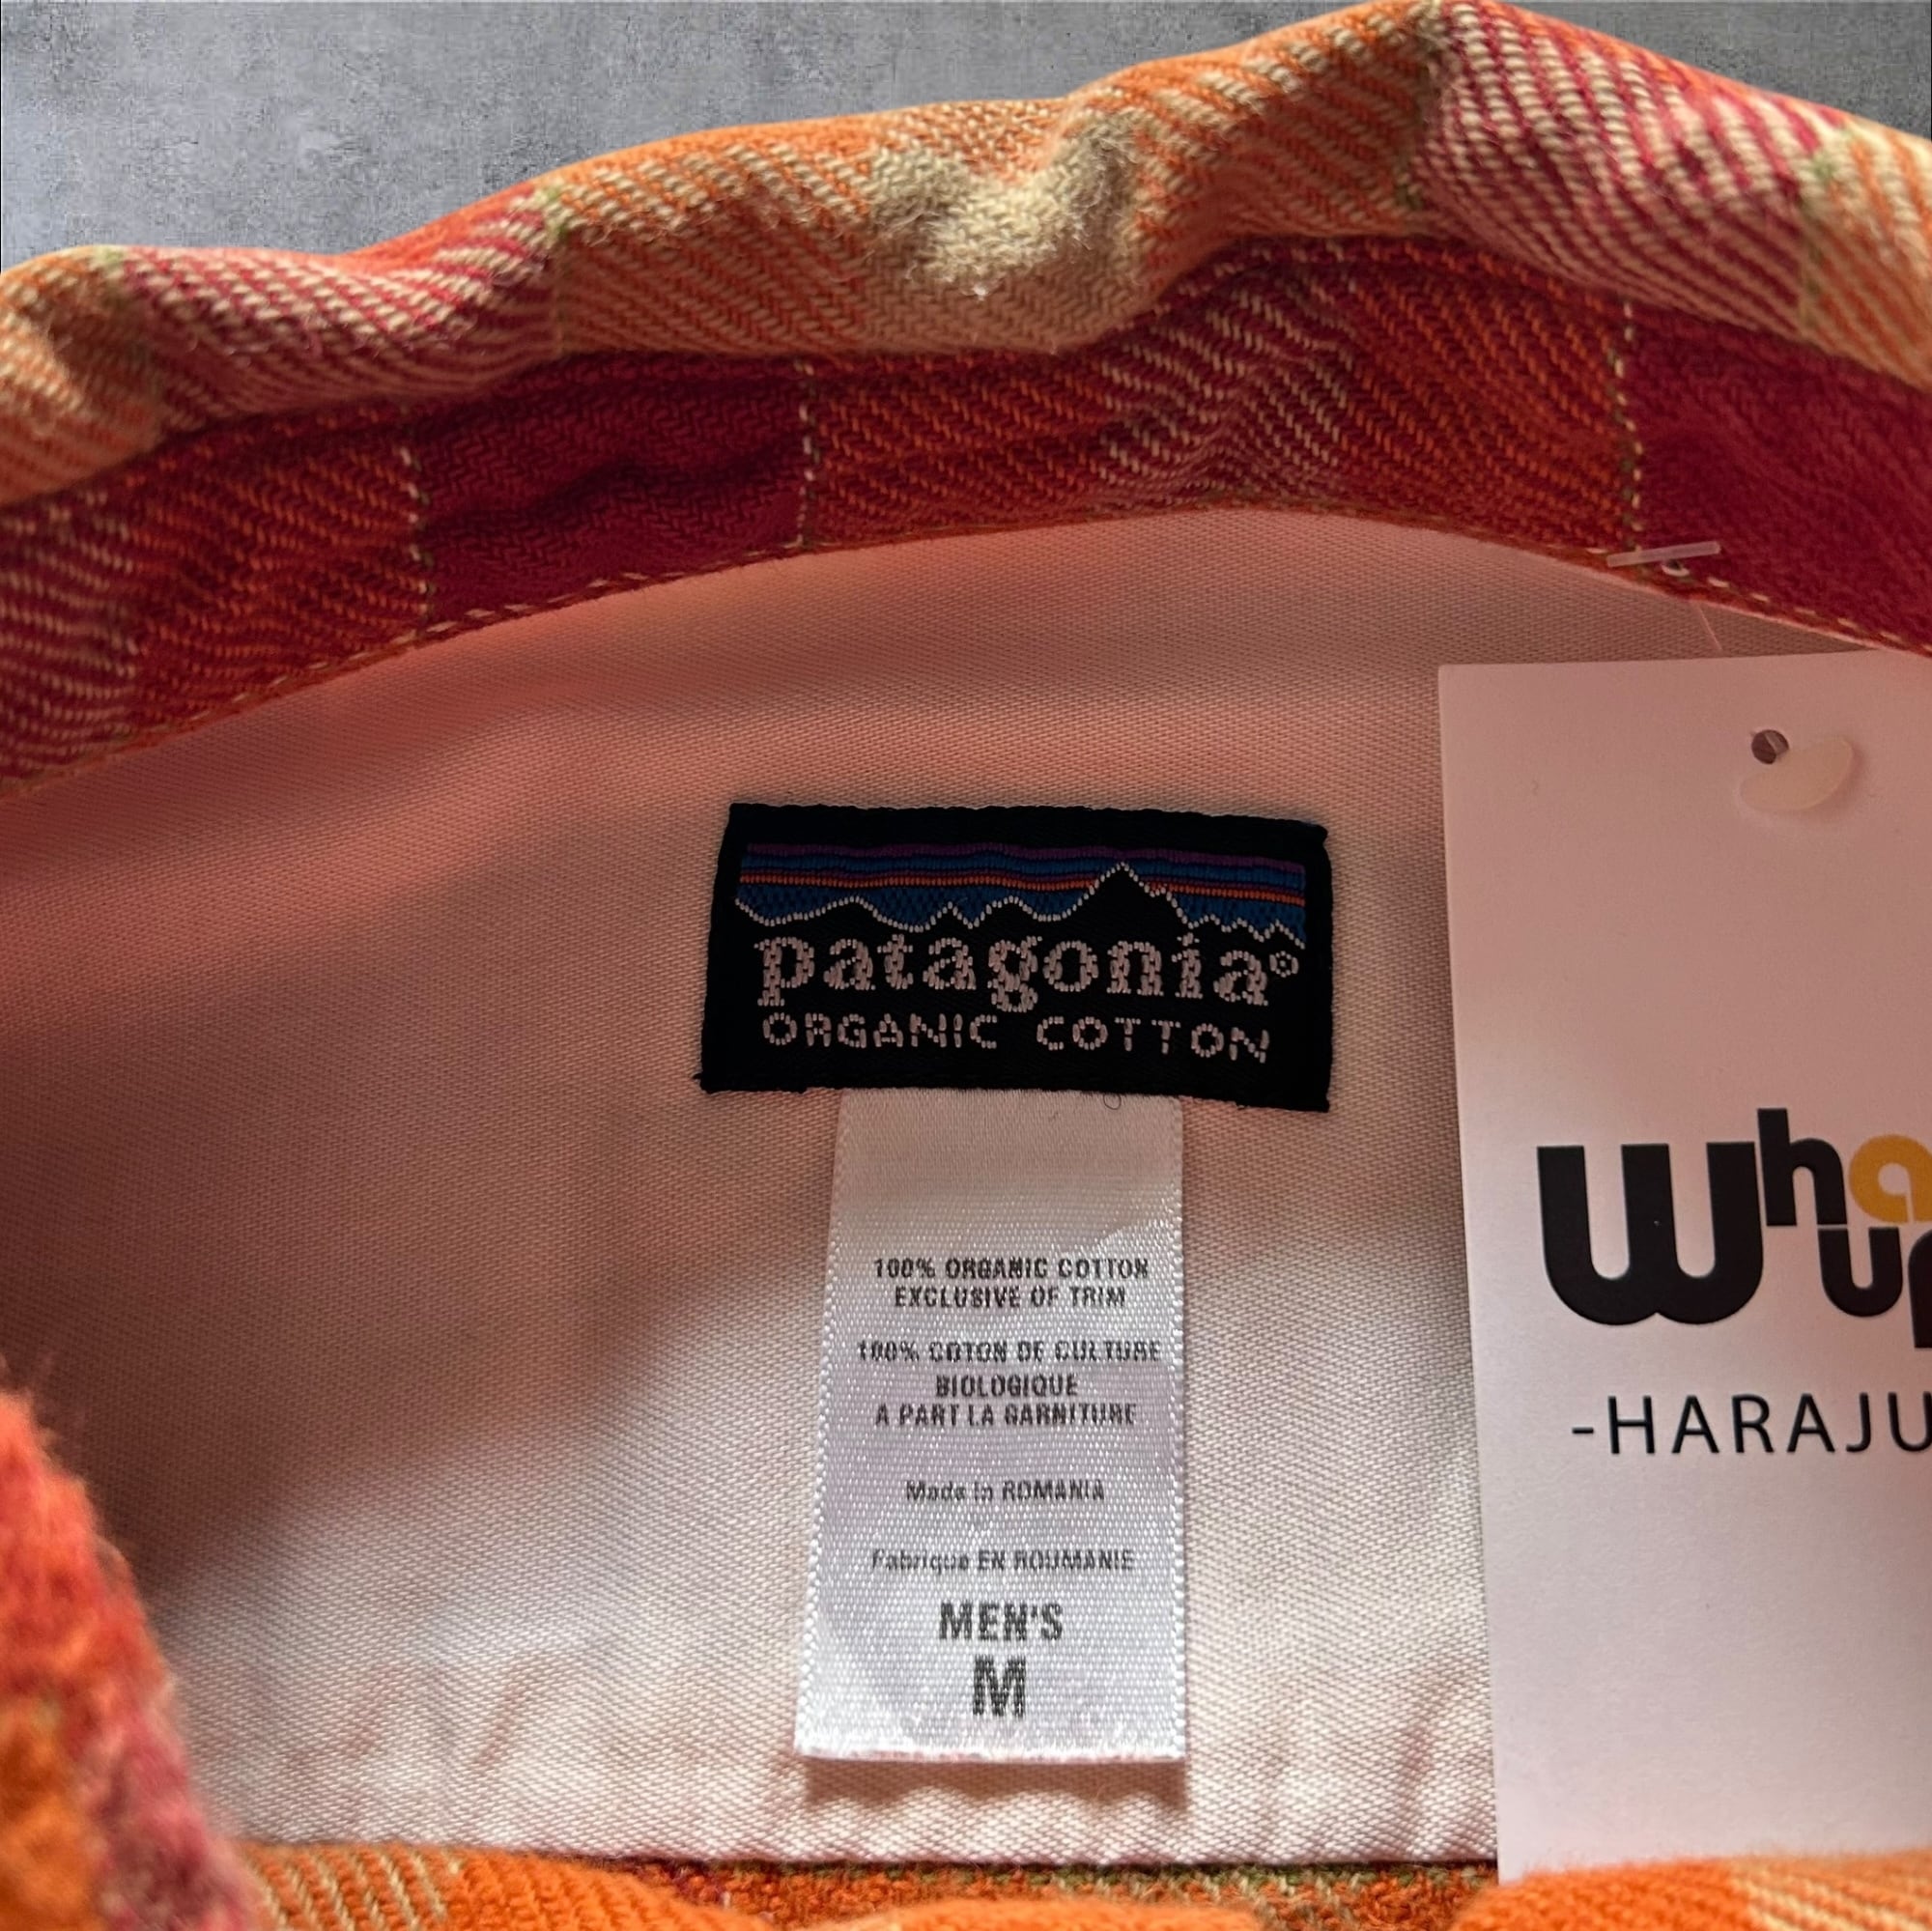 patagonia®
ORGANIC COTTON
100% ORGANIC COTTON
EXCLUSIVE OF TRIM
100% COTON DE CULTURE
BIOLOGIQUE
A PART LA GARNITURE
Made in ROMANIA
Fabrique EN ROUMANIE
MEN'S
M
-HARAJU